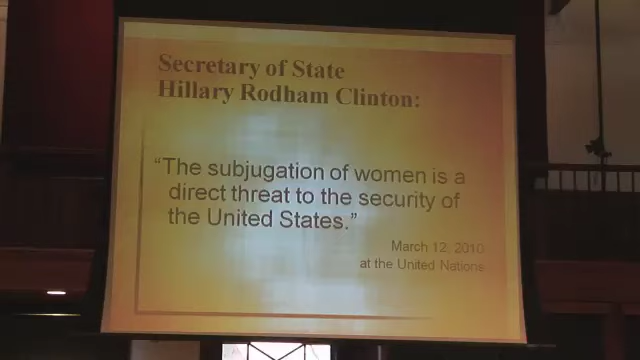 Secretary of State
Hillary Rodham Clinton:
“The subjugation of women is a
direct threat to the security of
the United States.”
March 12, 2010
at the United Nations